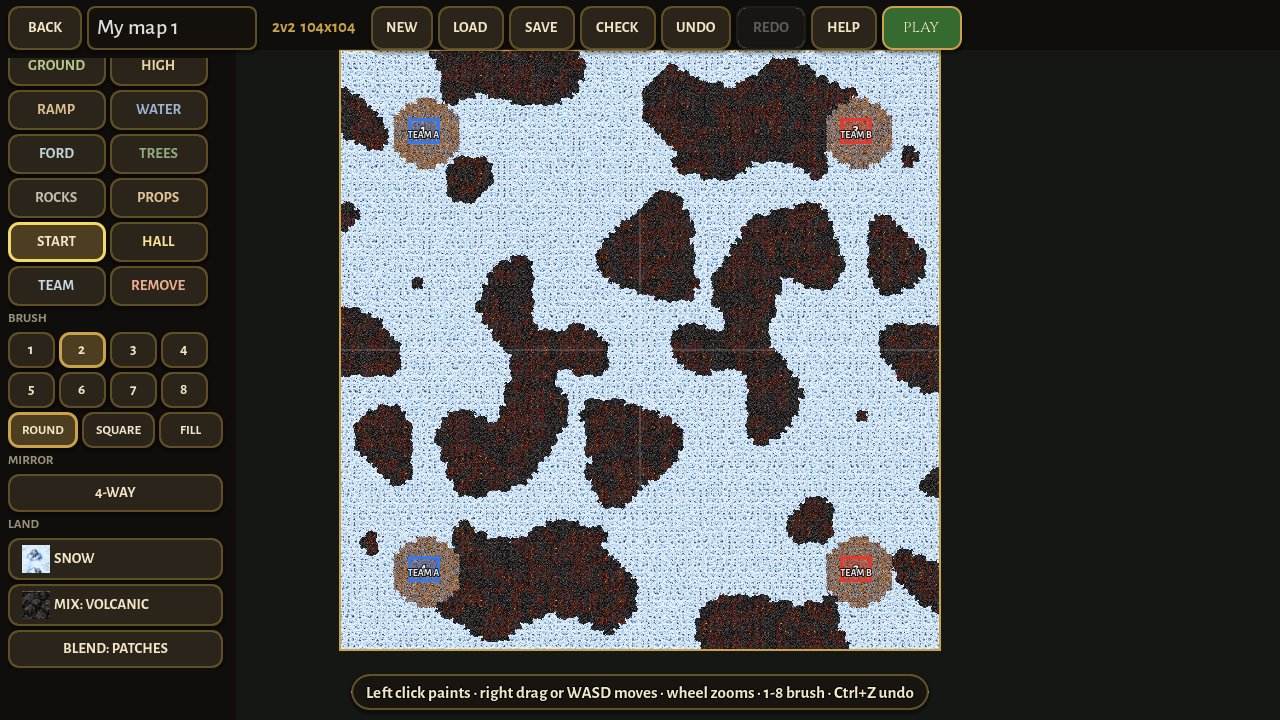 BACK
My map 1
2v2 104x104
NEW
LOAD
SAVE
CHECK
UNDO
REDO
HELP
PLAY
GROUND
HIGH
RAMP
WATER
FORD
TREES
ROCKS
PROPS
START
HALL
TEAM
REMOVE
BRUSH
1
2
3
4
5
6
7
8
ROUND
SQUARE
FILL
MIRROR
4-WAY
LAND
SNOW
MIX: VOLCANIC
BLEND: PATCHES
TEAM A
TEAM B
TEAM A
TEAM B
Left click paints · right drag or WASD moves · wheel zooms · 1-8 brush · Ctrl+Z undo